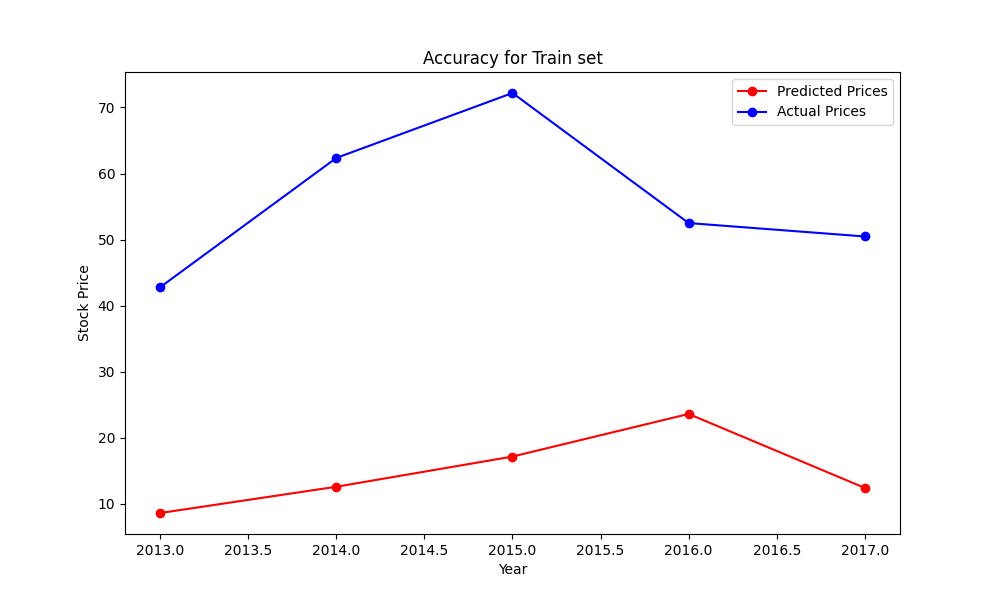 Accuracy for Train set
Predicted Prices
Actual Prices
Stock Price
70
60
50
40
30
20
10
2013.0 2013.5 2014.0 2014.5 2015.0 2015.5 2016.0 2016.5 2017.0
Year